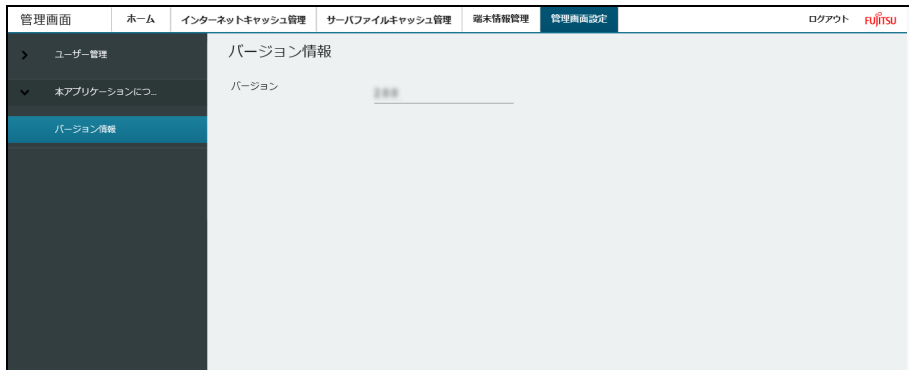 管理画面 ホーム インターネットキャッシュ管理 サーバファイルキャッシュ管理 端末情報管理 管理画面設定 ログアウト FUJITSU
ユーザー管理
本アプリケーションにつ...
バージョン情報
バージョン情報
バージョン